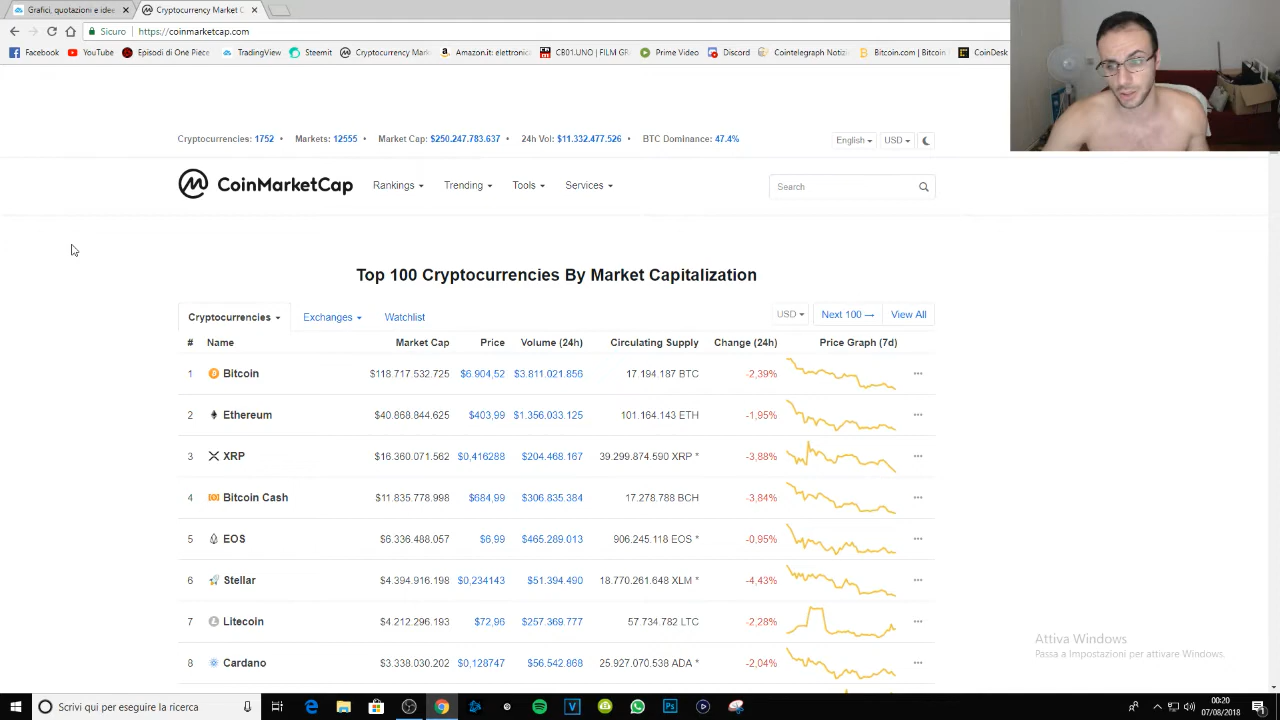 Grafici, quotazioni e idee
Cryptocurrency Market C
Sicuro | https://coinmarketcap.com
Facebook YouTube Episodi di One Piece TradingView Steemit Cryptocurrency Mark Amazon.it: elettronic CB01.UNO | FILM GR Prime Video Discord Cointelegraph Notizi Bitcoin.com | Bitcoin CoinDesk
Cryptocurrencies: 1752 • Markets: 12555 • Market Cap: $250.247.783.637 • 24h Vol: $11.332.477.526 • BTC Dominance: 47.4%
English USD
CoinMarketCap Rankings Trending Tools Services Search
Top 100 Cryptocurrencies By Market Capitalization
Cryptocurrencies Exchanges Watchlist USD Next 100 → View All
# Name Market Cap Price Volume (24h) Circulating Supply Change (24h) Price Graph (7d)
1 Bitcoin $118.717.532.725 $6.904,52 $3.811.021.856 17.194.187 BTC -2,39%
2 Ethereum $40.868.844.625 $403,99 $1.356.033.125 101.164.143 ETH -1,95%
3 XRP $16.360.071.562 $0,416288 $204.468.167 39.299.874.590 XRP * -3,88%
4 Bitcoin Cash $11.835.778.998 $684,99 $306.835.384 17.278.788 BCH -3,84%
5 EOS $6.336.488.057 $6,99 $465.289.013 906.245.118 EOS * -0,95%
6 Stellar $4.394.916.198 $0,234143 $51.394.490 18.770.261.648 XLM * -4,43%
7 Litecoin $4.212.296.193 $72,96 $257.369.777 57.734.782 LTC -2,28%
8 Cardano $0,128747 $56.542.868 25.927.070.538 ADA * -2,04%
Attiva Windows
Passa a Impostazioni per attivare Windows.
Scrivi qui per eseguire la ricerca
00:20
07/08/2018